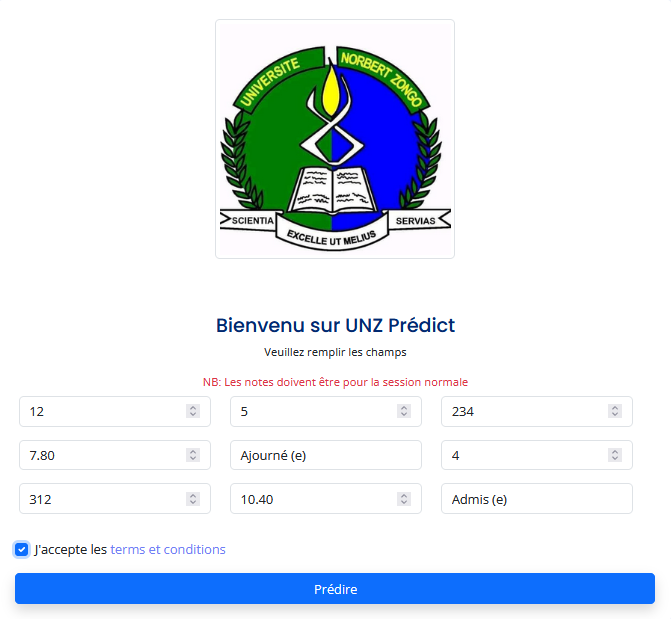 UNIVERSITE NORBERT ZONGO
SCIENTIA
SERVIAS
EXCELLE UT MELIUS
Bienvenu sur UNZ Prédict
Veuillez remplir les champs
NB: Les notes doivent être pour la session normale
12 5 234
7.80 Ajourné (e) 4
312 10.40 Admis (e)
J'accepte les terms et conditions
Prédire